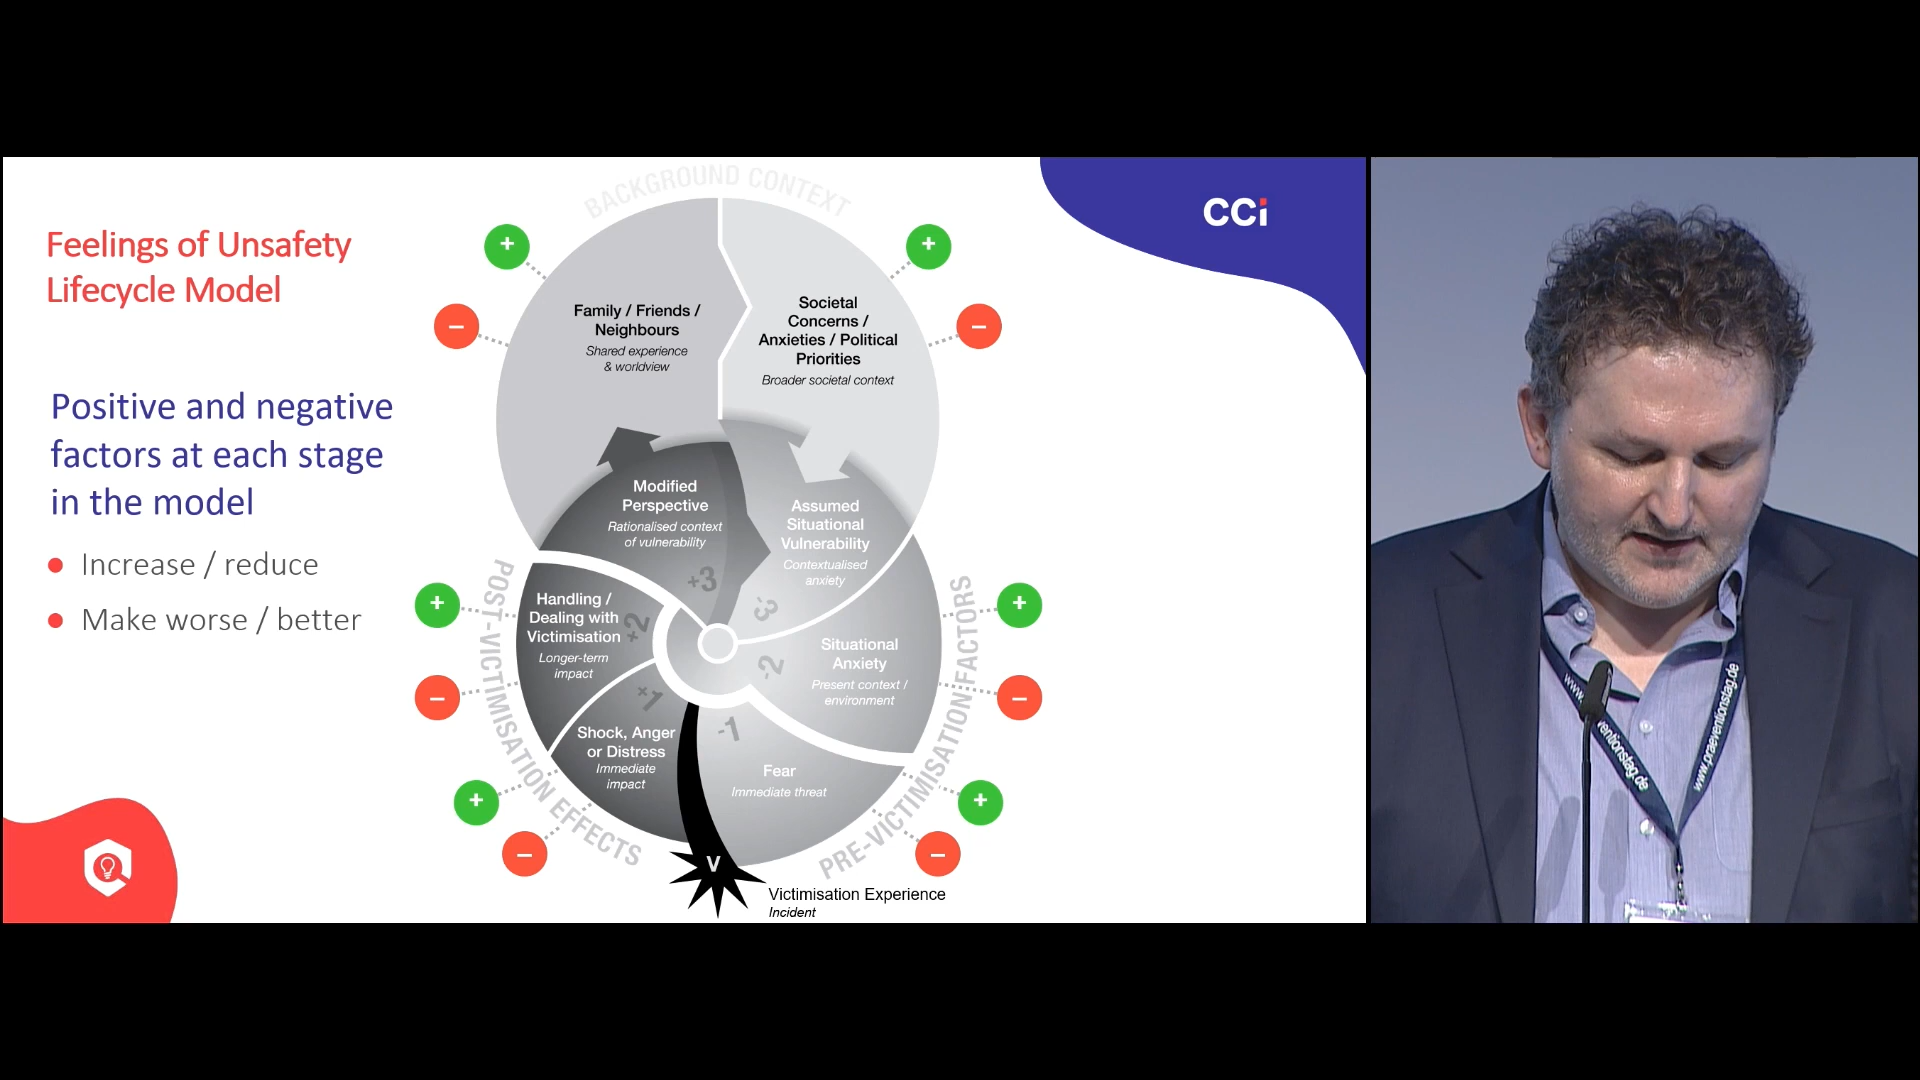 Feelings of Unsafety
Lifecycle Model
Positive and negative
factors at each stage
in the model
Increase / reduce
Make worse / better
BACKGROUND CONTEXT
Family / Friends /
Neighbours
Shared experience
& worldview
Societal
Concerns /
Anxieties / Political
Priorities
Broader societal context
Modified
Perspective
Rationalised context
of vulnerability
+3
Assumed
Situational
Vulnerability
Contextualised
anxiety
-3
POST-VICTIMISATION EFFECTS
Handling /
Dealing with
Victimisation
Longer-term
impact
+2
Situational
Anxiety
Present context /
environment
-2
PRE-VICTIMISATION FACTORS
Shock, Anger
or Distress
Immediate
impact
+1
Fear
Immediate threat
-1
V
Victimisation Experience
Incident
+
−
+
−
+
−
+
−
+
−
+
−
CCi
www.
ventionstag.de
www.praeventionstag.de